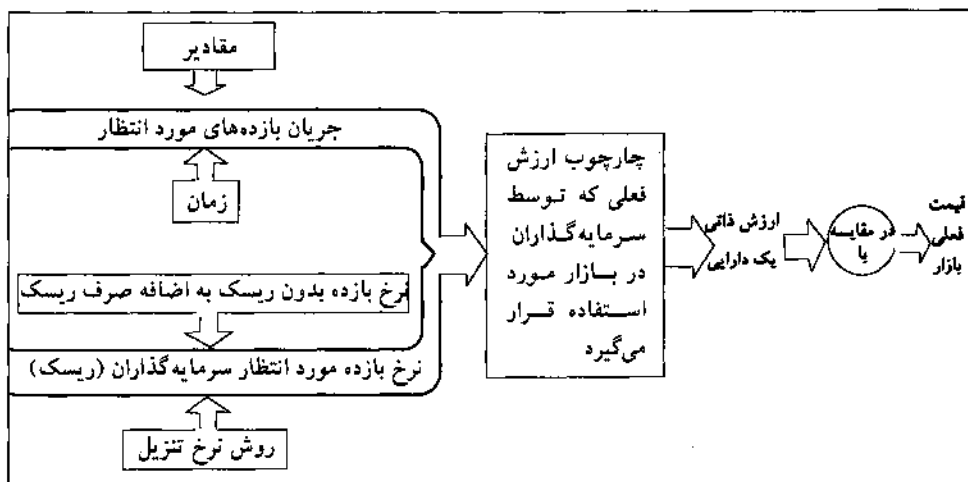 مقادیر
جریان بازده‌های مورد انتظار
زمان
نرخ بازده بدون ریسک به اضافه صرف ریسک
نرخ بازده مورد انتظار سرمایه‌گذاران (ریسک)
روش نرخ تنزیل
چارچوب ارزش
فعلی که توسط
سرمایه‌گذاران
در بازار مورد
استفاده قرار
می‌گیرد
ارزش ذاتی
یک دارایی
در مقایسه
با
قیمت
فعلی
بازار